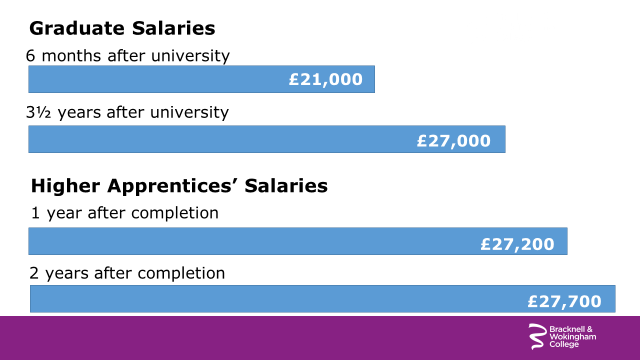 Graduate Salaries
6 months after university
£21,000
3½ years after university
£27,000
Higher Apprentices’ Salaries
1 year after completion
£27,200
2 years after completion
£27,700
Bracknell &
Wokingham
College